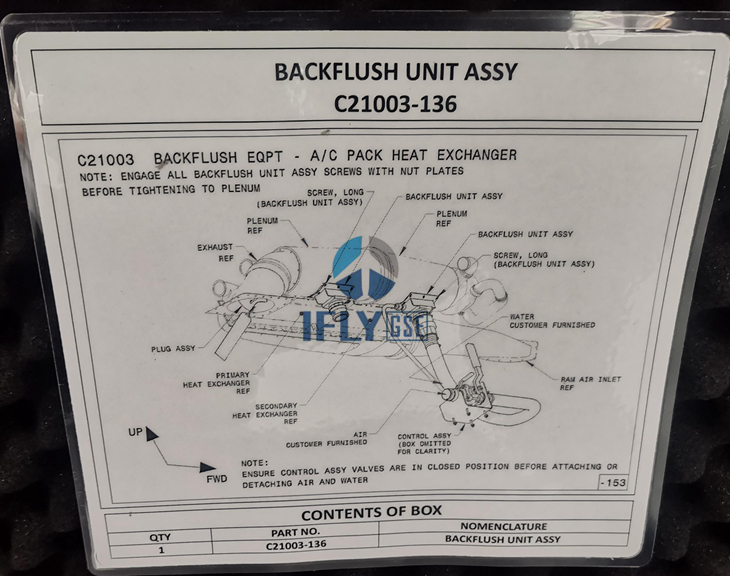 BACKFLUSH UNIT ASSY
C21003-136
C21003 BACKFLUSH EQPT - A/C PACK HEAT EXCHANGER
NOTE: ENGAGE ALL BACKFLUSH UNIT ASSY SCREWS WITH NUT PLATES
BEFORE TIGHTENING TO PLENUM
SCREW, LONG
(BACKFLUSH UNIT ASSY)
BACKFLUSH UNIT ASSY
PLENUM
REF
PLENUM
REF
BACKFLUSH UNIT ASSY
EXHAUST
REF
SCREW, LONG
(BACKFLUSH UNIT ASSY)
IFLY GSE
WATER
CUSTOMER FURNISHED
PLUG ASSY
PRIMARY
HEAT EXCHANGER
REF
RAM AIR INLET
REF
SECONDARY
HEAT EXCHANGER
REF
UP
FWD
AIR
CUSTOMER FURNISHED
CONTROL ASSY
(BOX OMITTED
FOR CLARITY)
NOTE:
ENSURE CONTROL ASSY VALVES ARE IN CLOSED POSITION BEFORE ATTACHING OR
DETACHING AIR AND WATER
-153
CONTENTS OF BOX
QTY PART NO. NOMENCLATURE
1 C21003-136 BACKFLUSH UNIT ASSY